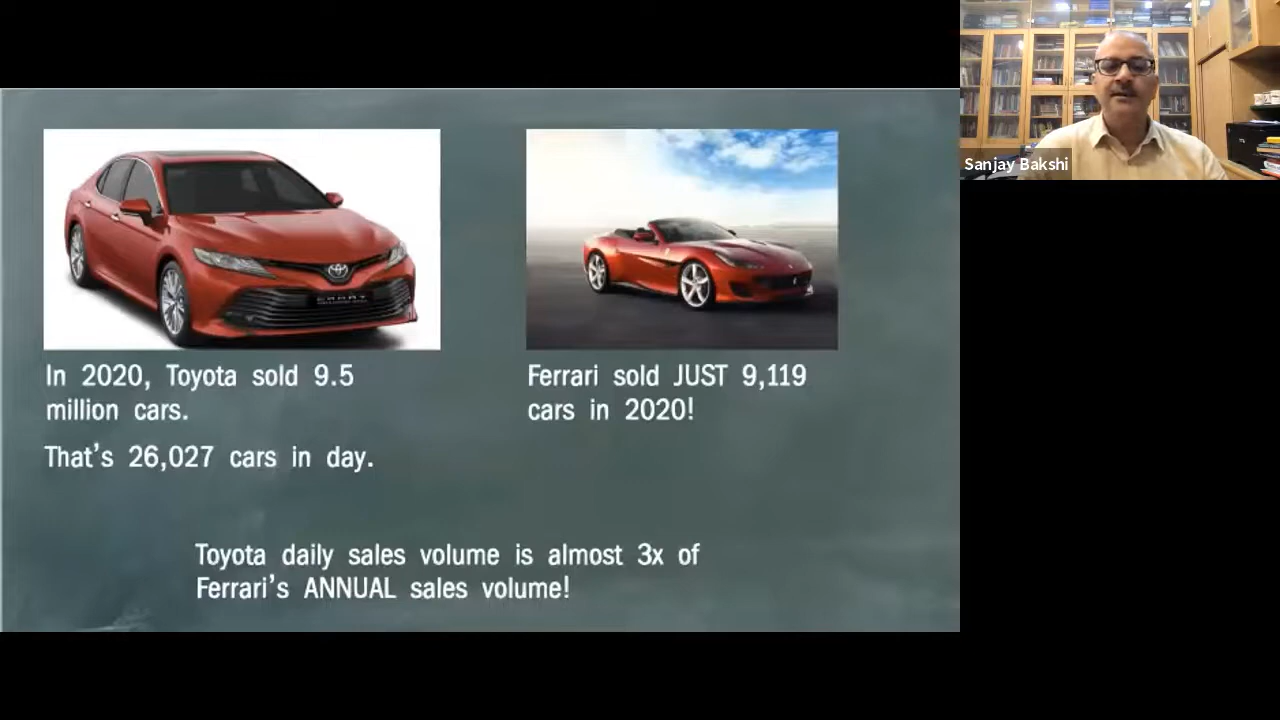 Sanjay Bakshi
CAMRY
In 2020, Toyota sold 9.5
million cars.
That's 26,027 cars in day.
Ferrari sold JUST 9,119
cars in 2020!
Toyota daily sales volume is almost 3x of
Ferrari's ANNUAL sales volume!